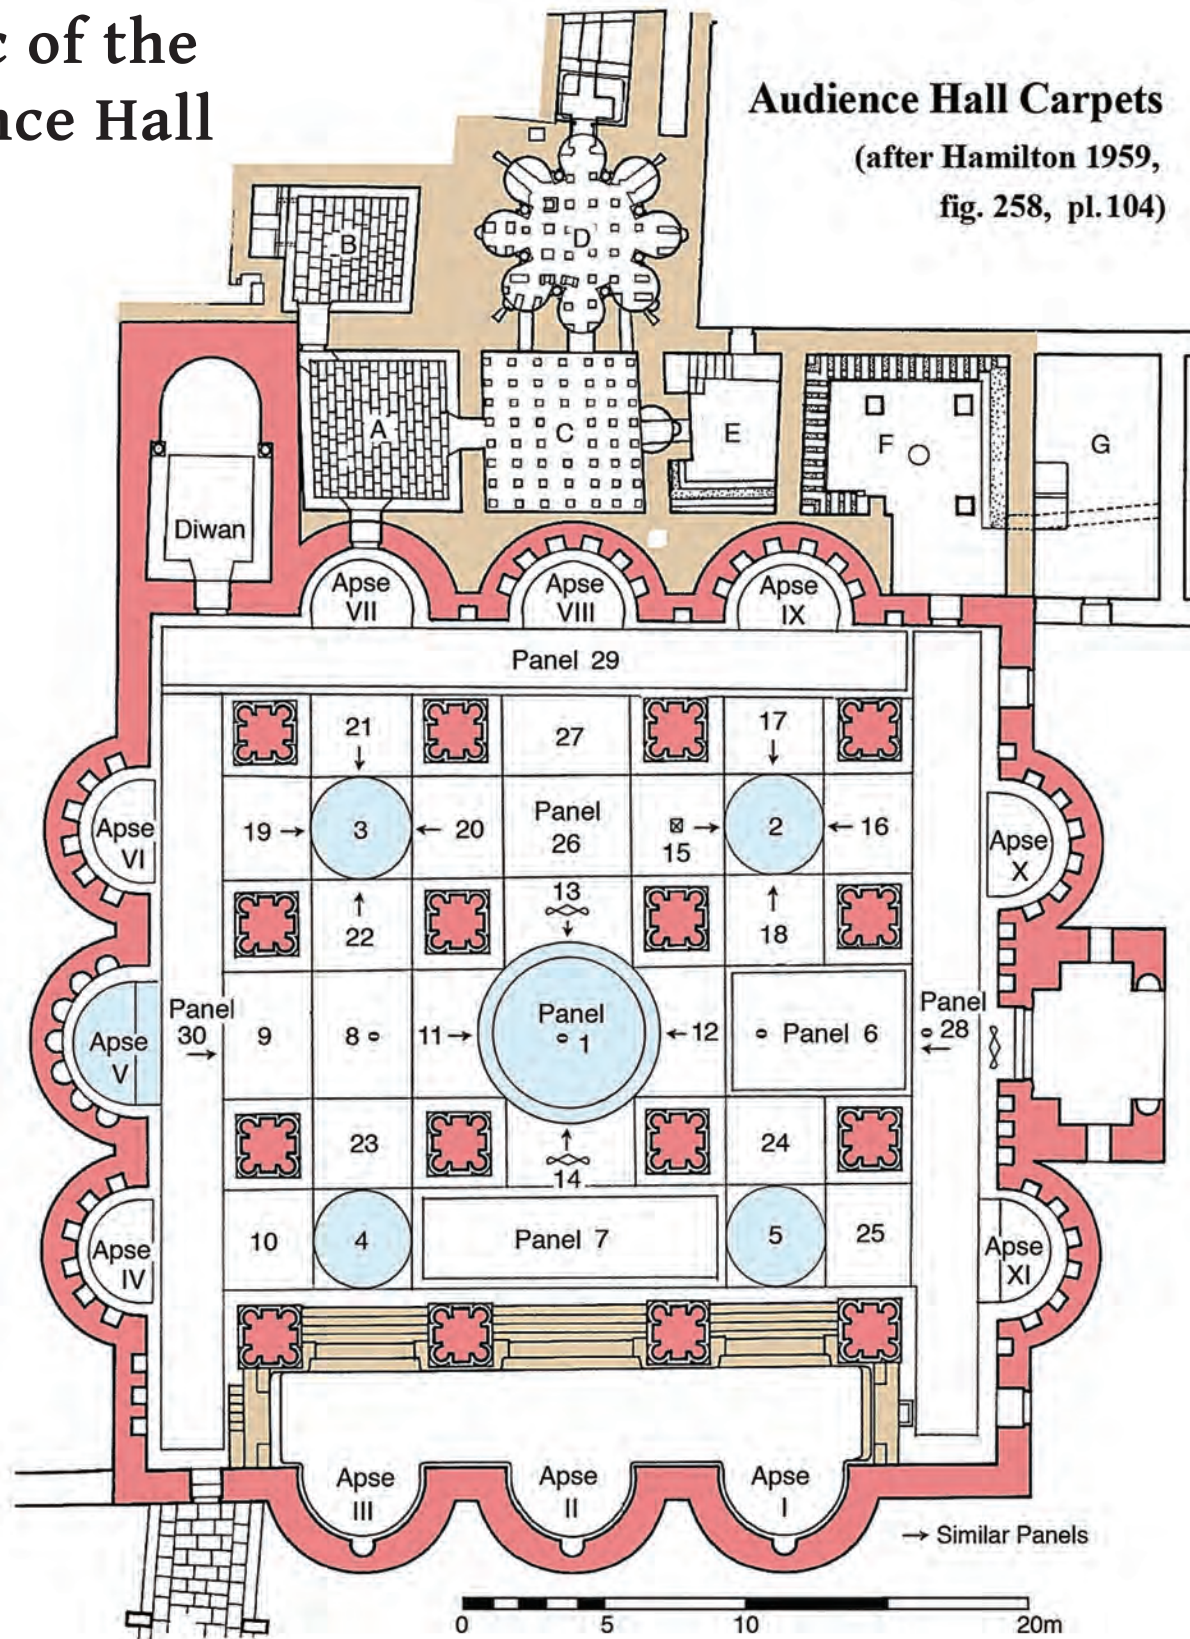 c of the
nce Hall
Audience Hall Carpets
(after Hamilton 1959,
fig. 258, pl.104)
D
B
A
C
E
F
G
Diwan
Apse
VII
Apse
VIII
Apse
IX
Panel 29
21
27
17
Apse
VI
19
3
20
Panel
26
15
2
16
Apse
X
22
13
18
Apse
V
Panel
30
9
8
11
Panel
1
12
Panel 6
Panel
28
23
14
24
Apse
IV
10
4
Panel 7
5
25
Apse
XI
Apse
III
Apse
II
Apse
I
→ Similar Panels
0 5 10 20m